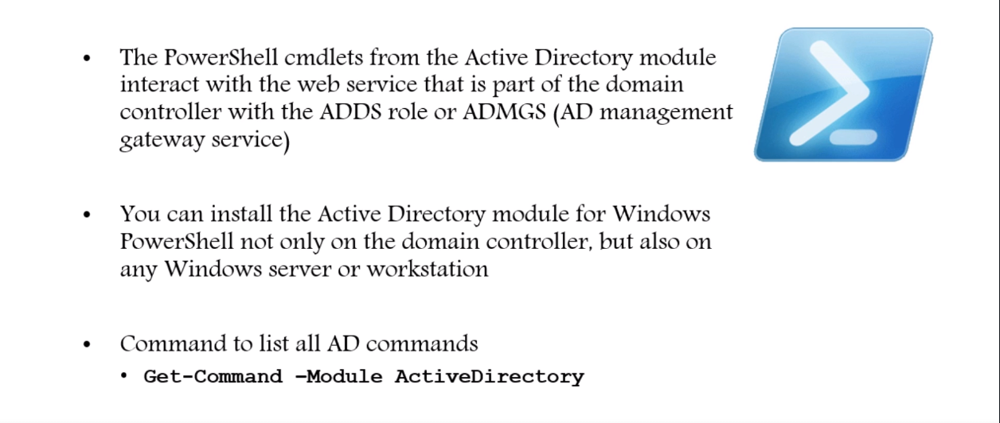 • The PowerShell cmdlets from the Active Directory module
interact with the web service that is part of the domain
controller with the ADDS role or ADMGS (AD management
gateway service)
• You can install the Active Directory module for Windows
PowerShell not only on the domain controller, but also on
any Windows server or workstation
• Command to list all AD commands
• Get-Command –Module ActiveDirectory